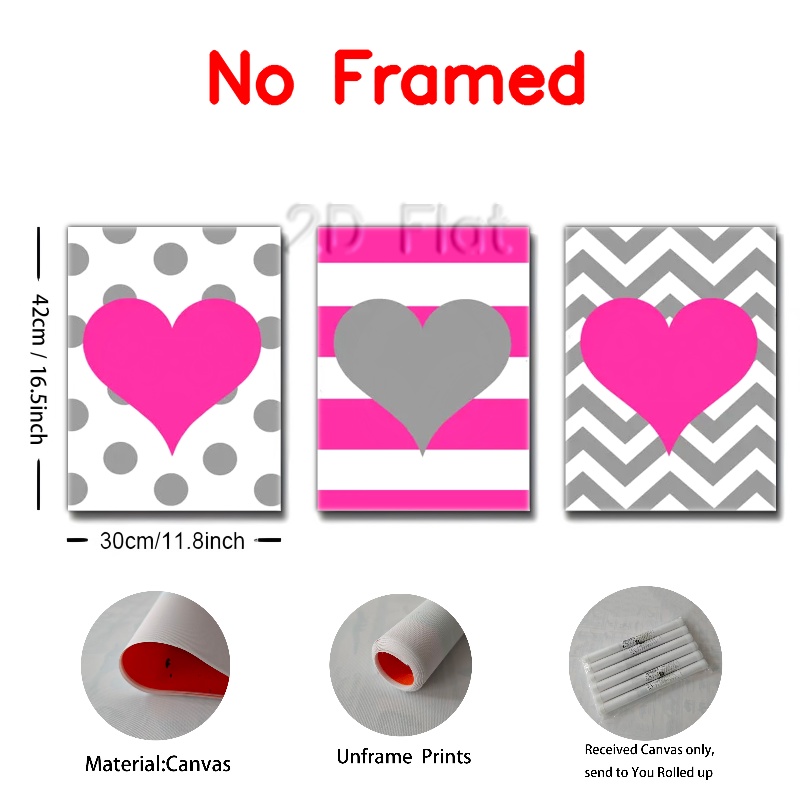 No Framed
2D Flat
42cm / 16.5inch
30cm/11.8inch
Material:Canvas
Unframe Prints
Received Canvas only,
send to You Rolled up